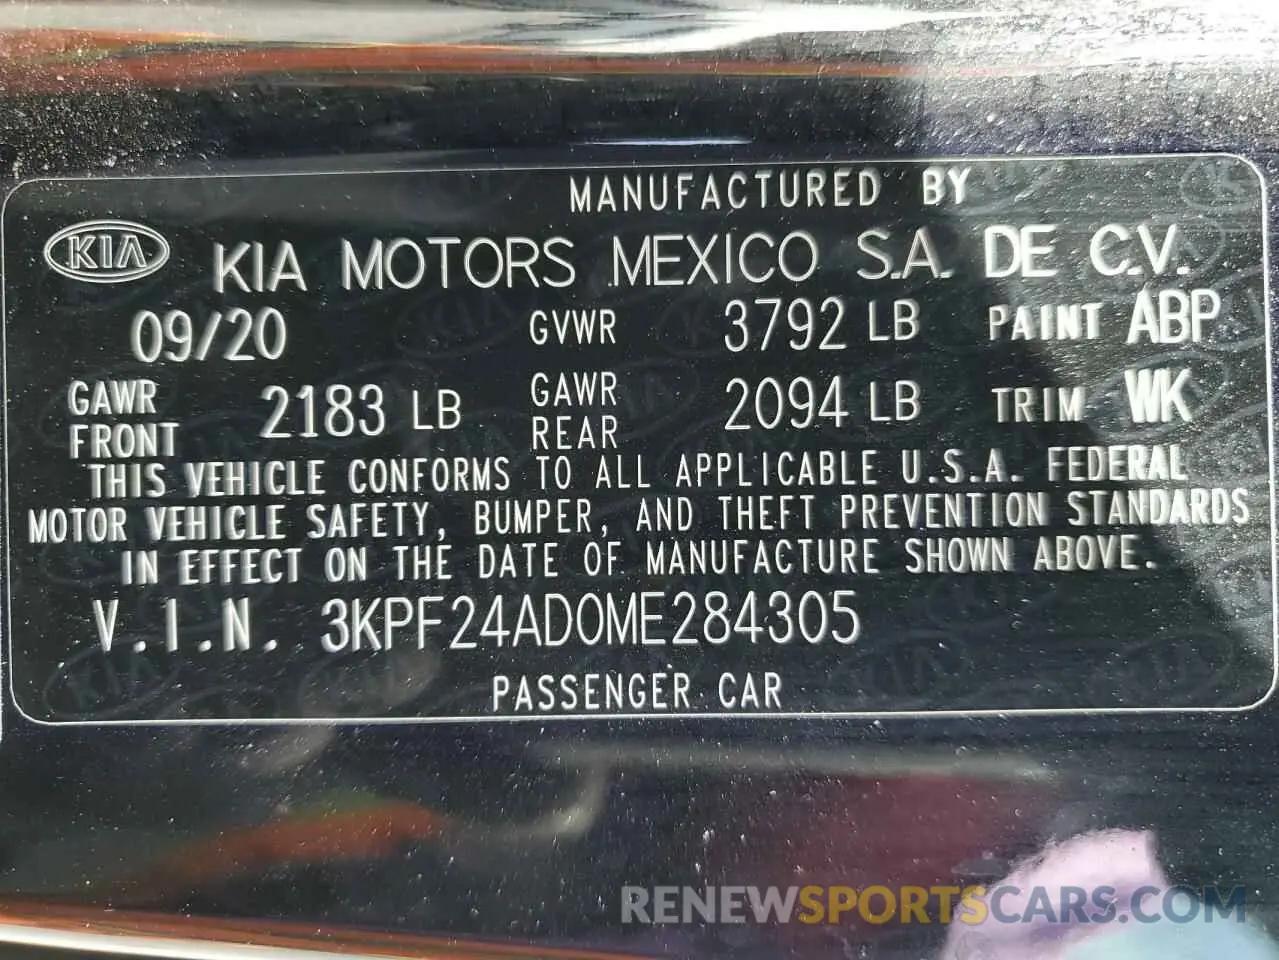 MANUFACTURED BY
KIA KIA MOTORS MEXICO S.A. DE C.V.
09/20 GVWR 3792 LB PAINT ABP
GAWR FRONT 2183 LB GAWR REAR 2094 LB TRIM WK
THIS VEHICLE CONFORMS TO ALL APPLICABLE U.S.A. FEDERAL
MOTOR VEHICLE SAFETY, BUMPER, AND THEFT PREVENTION STANDARDS
IN EFFECT ON THE DATE OF MANUFACTURE SHOWN ABOVE.
V.I.N. 3KPF24AD0ME284305
PASSENGER CAR
RENEWSPORTSCARS.COM